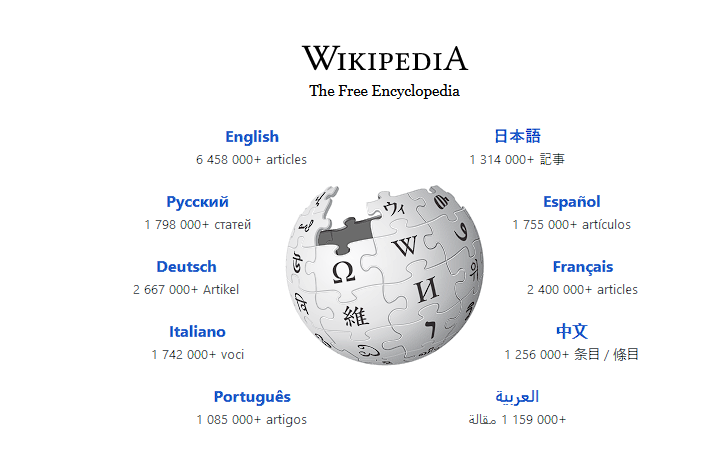 WIKIPEDIA
The Free Encyclopedia
English
6 458 000+ articles
日本語
1 314 000+ 記事
Русский
1 798 000+ статей
Español
1 755 000+ artículos
Deutsch
2 667 000+ Artikel
Français
2 400 000+ articles
Italiano
1 742 000+ voci
中文
1 256 000+ 条目 / 條目
Português
1 085 000+ artigos
العربية
1 159 000+ مقالة
ウィ
W
Ω
И
維